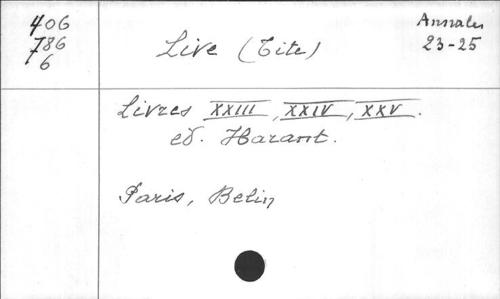 406
786
6
Live (Tite)
Annales
23-25
Livres XXIII, XXIV, XXV.
ed. Harant.
Paris, Belin